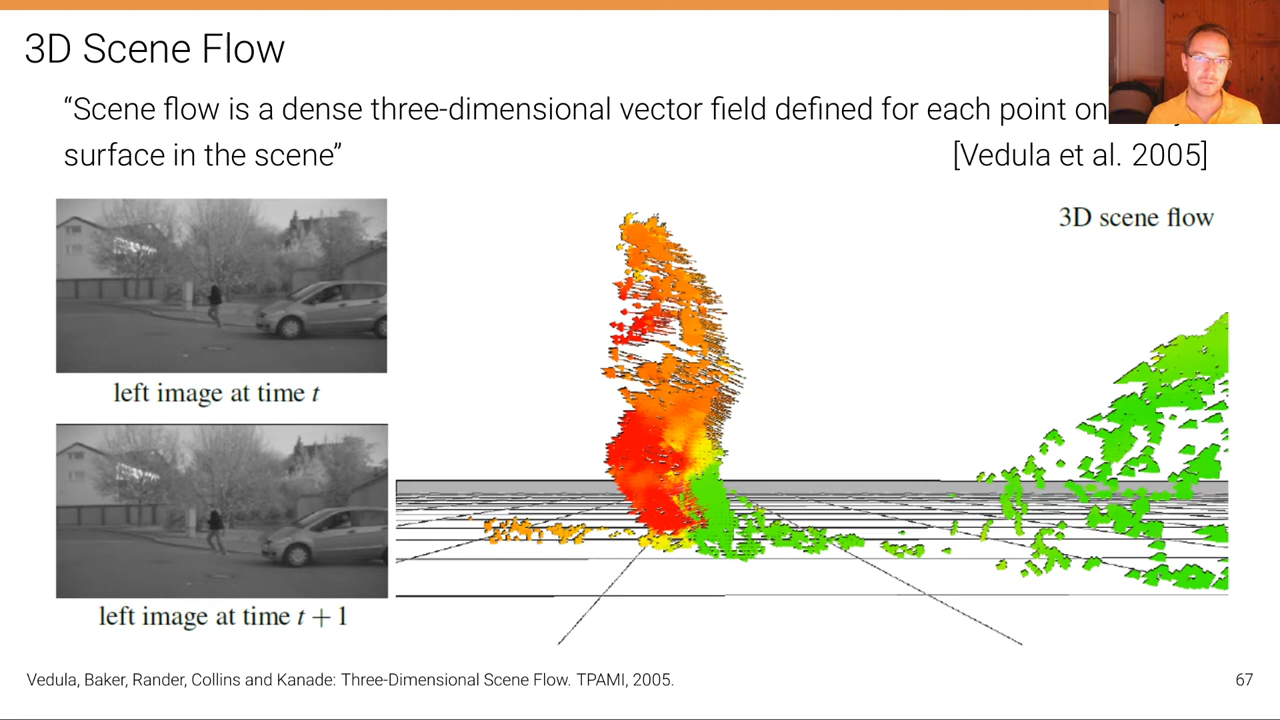 3D Scene Flow
“Scene flow is a dense three-dimensional vector field defined for each point on
surface in the scene”
[Vedula et al. 2005]
3D scene flow
left image at time t
left image at time t + 1
Vedula, Baker, Rander, Collins and Kanade: Three-Dimensional Scene Flow. TPAMI, 2005.
67